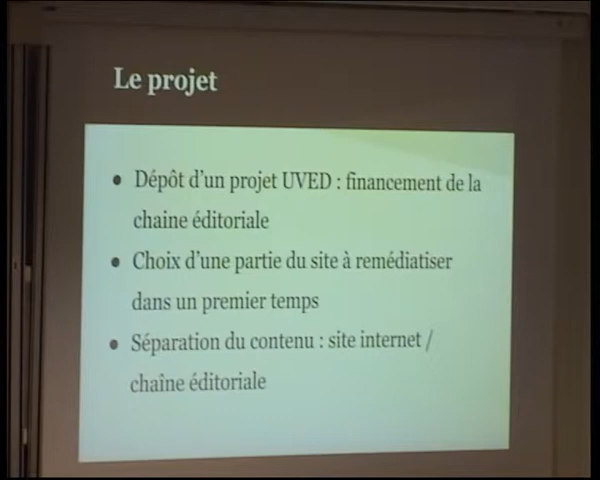 Le projet
• Dépôt d'un projet UVED : financement de la
chaine éditoriale
• Choix d'une partie du site à remédiatiser
dans un premier temps
• Séparation du contenu : site internet /
chaîne éditoriale